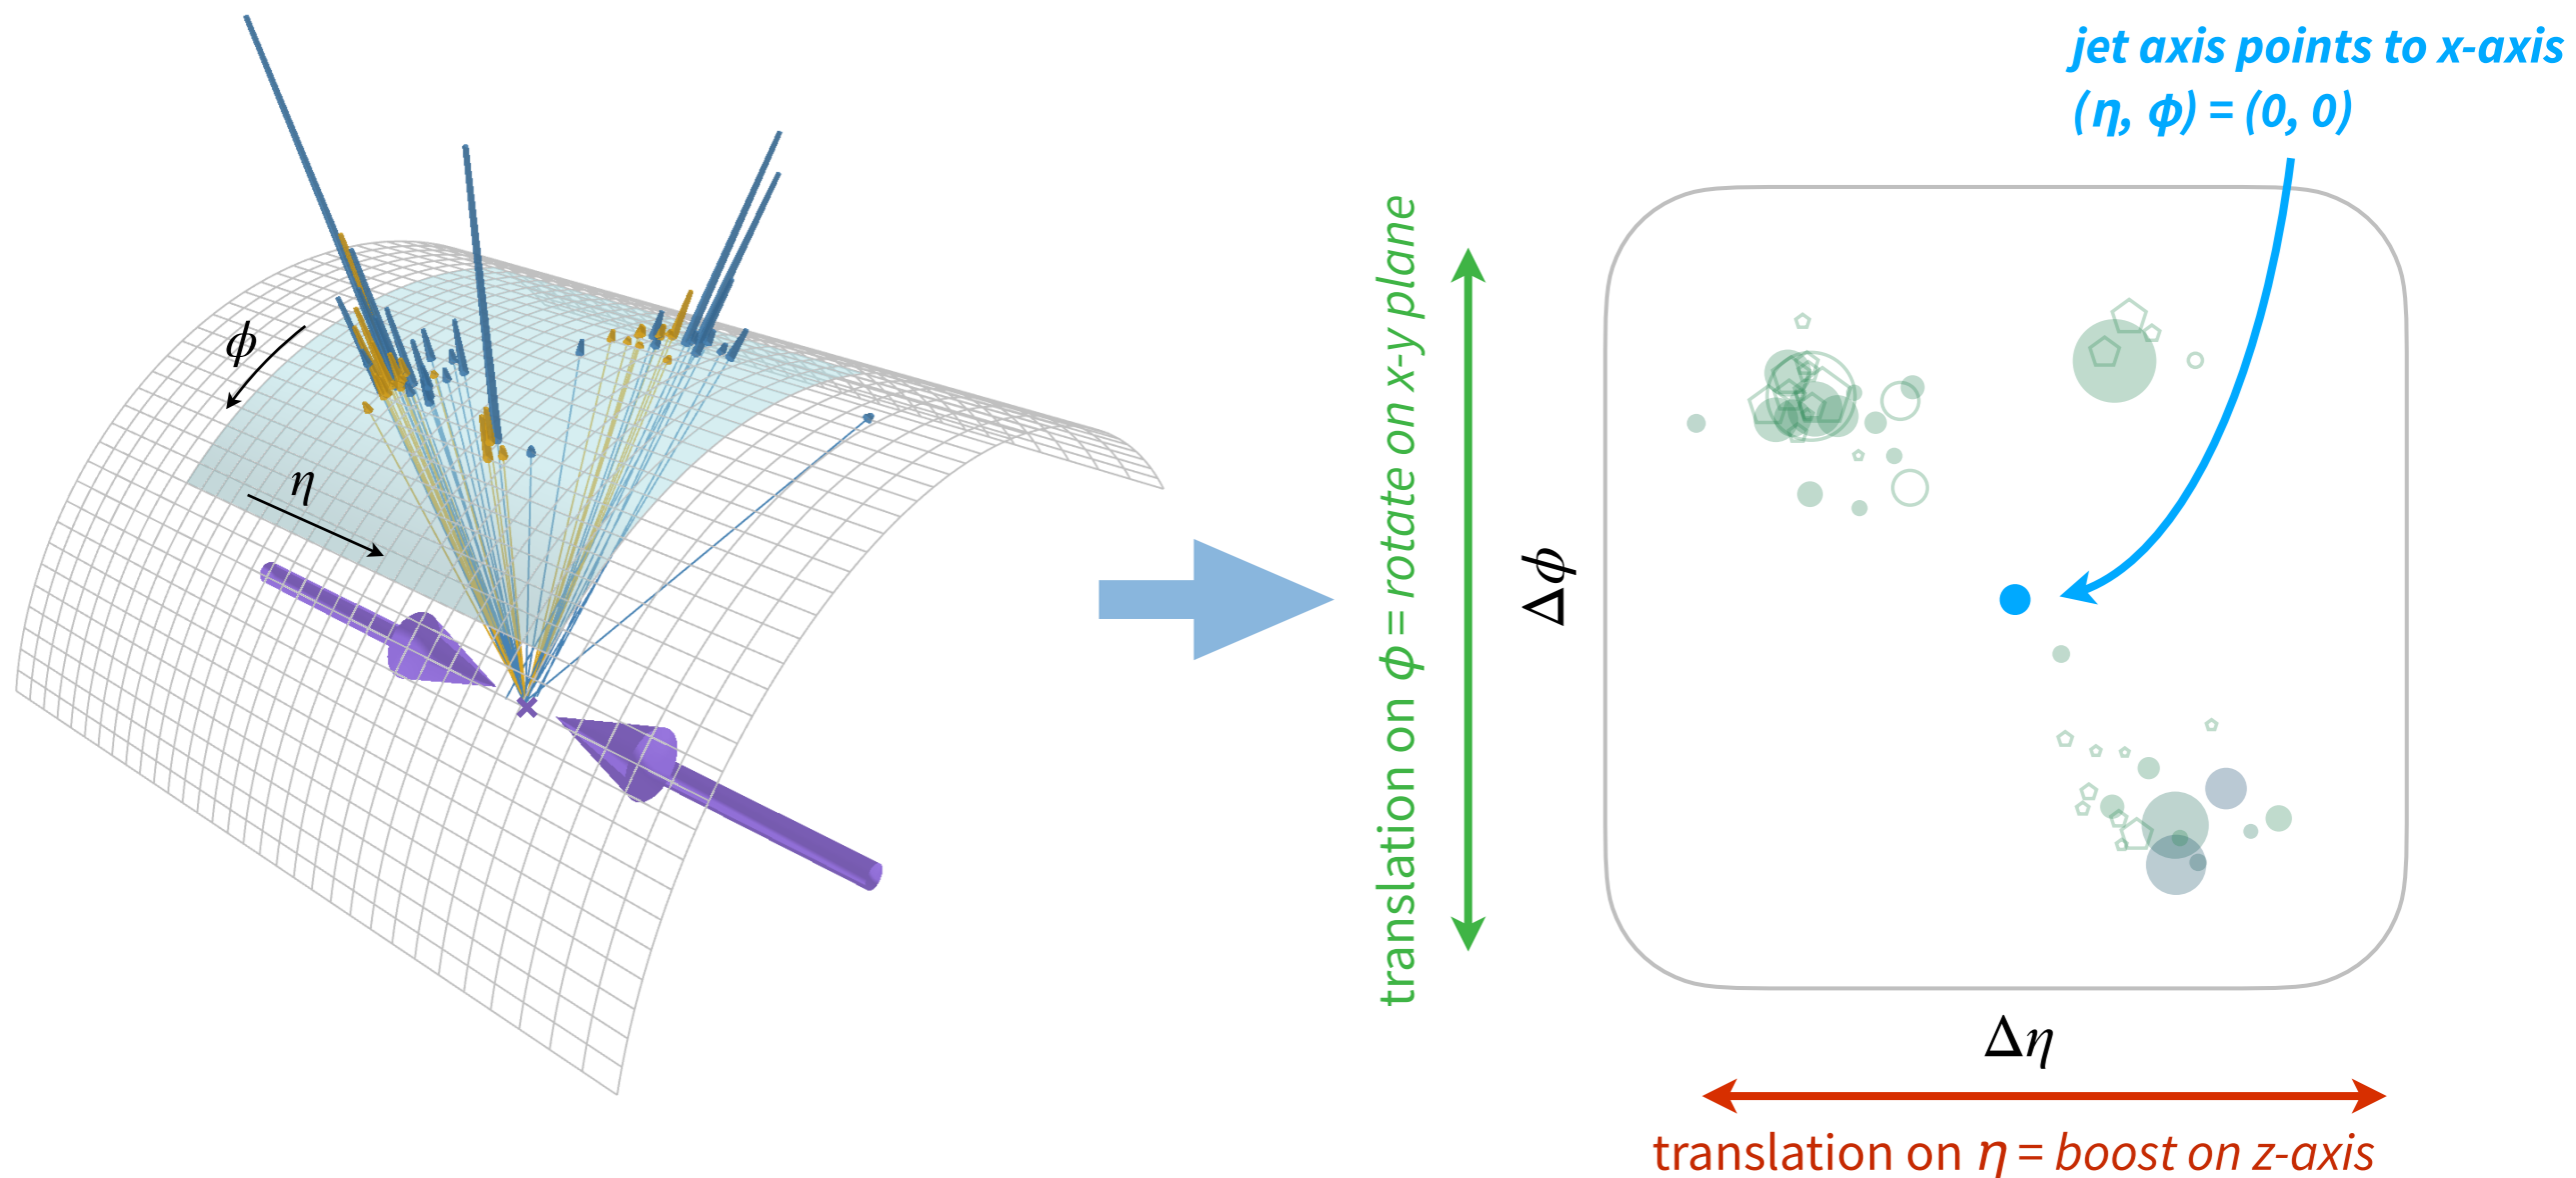 ϕ
η
jet axis points to x-axis
(η, ϕ) = (0, 0)
translation on ϕ = rotate on x-y plane
Δϕ
Δη
translation on η = boost on z-axis